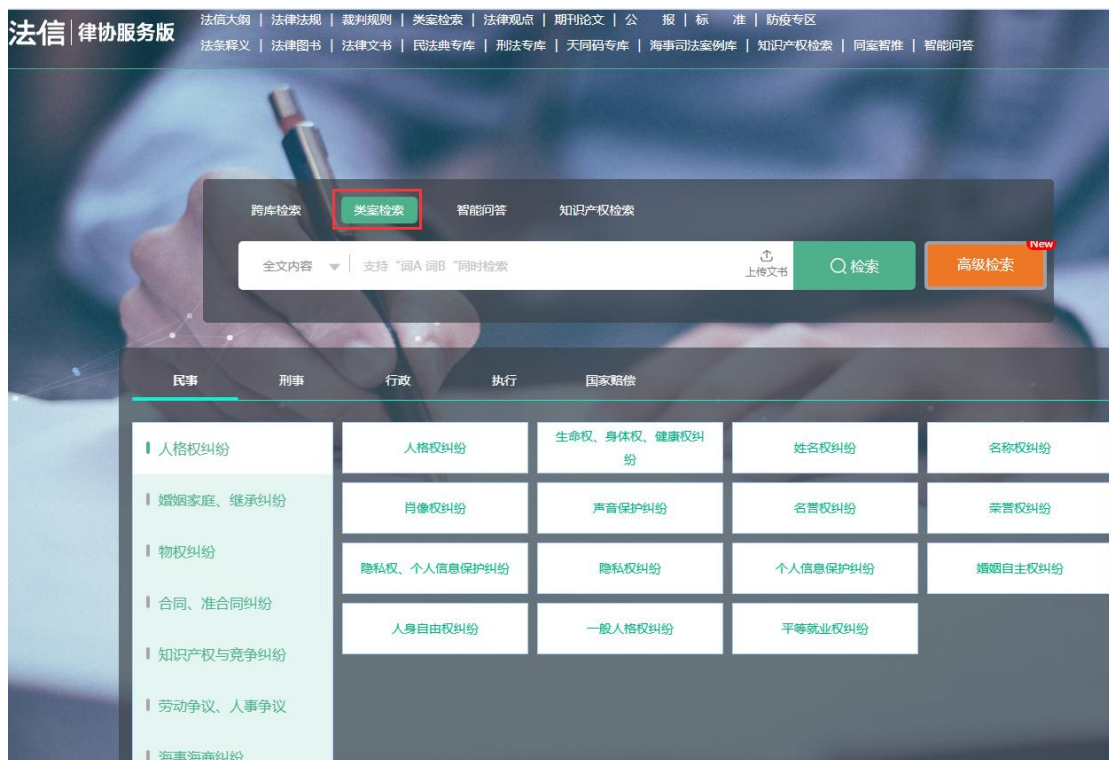 法信 律协服务版
法信大纲 | 法律法规 | 裁判规则 | 类案检索 | 法律观点 | 期刊论文 | 公 报 | 标 准 | 防疫专区
法条释义 | 法律图书 | 法律文书 | 民法典专库 | 刑法专库 | 天同码专库 | 海事司法案例库 | 知识产权检索 | 同案智推 | 智能问答
跨库检索 类案检索 智能问答 知识产权检索
全文内容 支持 "词A 词B "同时检索 上传文书 检索 高级检索 New
民事 刑事 行政 执行 国家赔偿
人格权纠纷
婚姻家庭、继承纠纷
物权纠纷
合同、准合同纠纷
知识产权与竞争纠纷
劳动争议、人事争议
海事海商纠纷
人格权纠纷 生命权、身体权、健康权纠纷 姓名权纠纷 名称权纠纷
肖像权纠纷 声音保护纠纷 名誉权纠纷 荣誉权纠纷
隐私权、个人信息保护纠纷 隐私权纠纷 个人信息保护纠纷 婚姻自主权纠纷
人身自由权纠纷 一般人格权纠纷 平等就业权纠纷